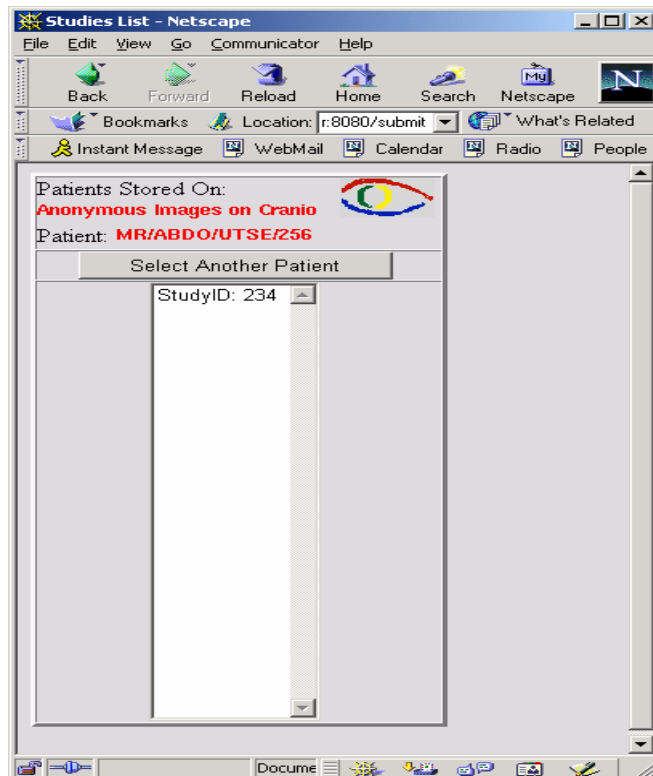 Studies List - Netscape
File Edit View Go Communicator Help
Back Forward Reload Home Search Netscape
My
N
Bookmarks Location: r:8080/submit What's Related
Instant Message WebMail Calendar Radio People
Patients Stored On:
Anonymous Images on Cranio
Patient: MR/ABDO/UTSE/256
Select Another Patient
StudyID: 234
Docume